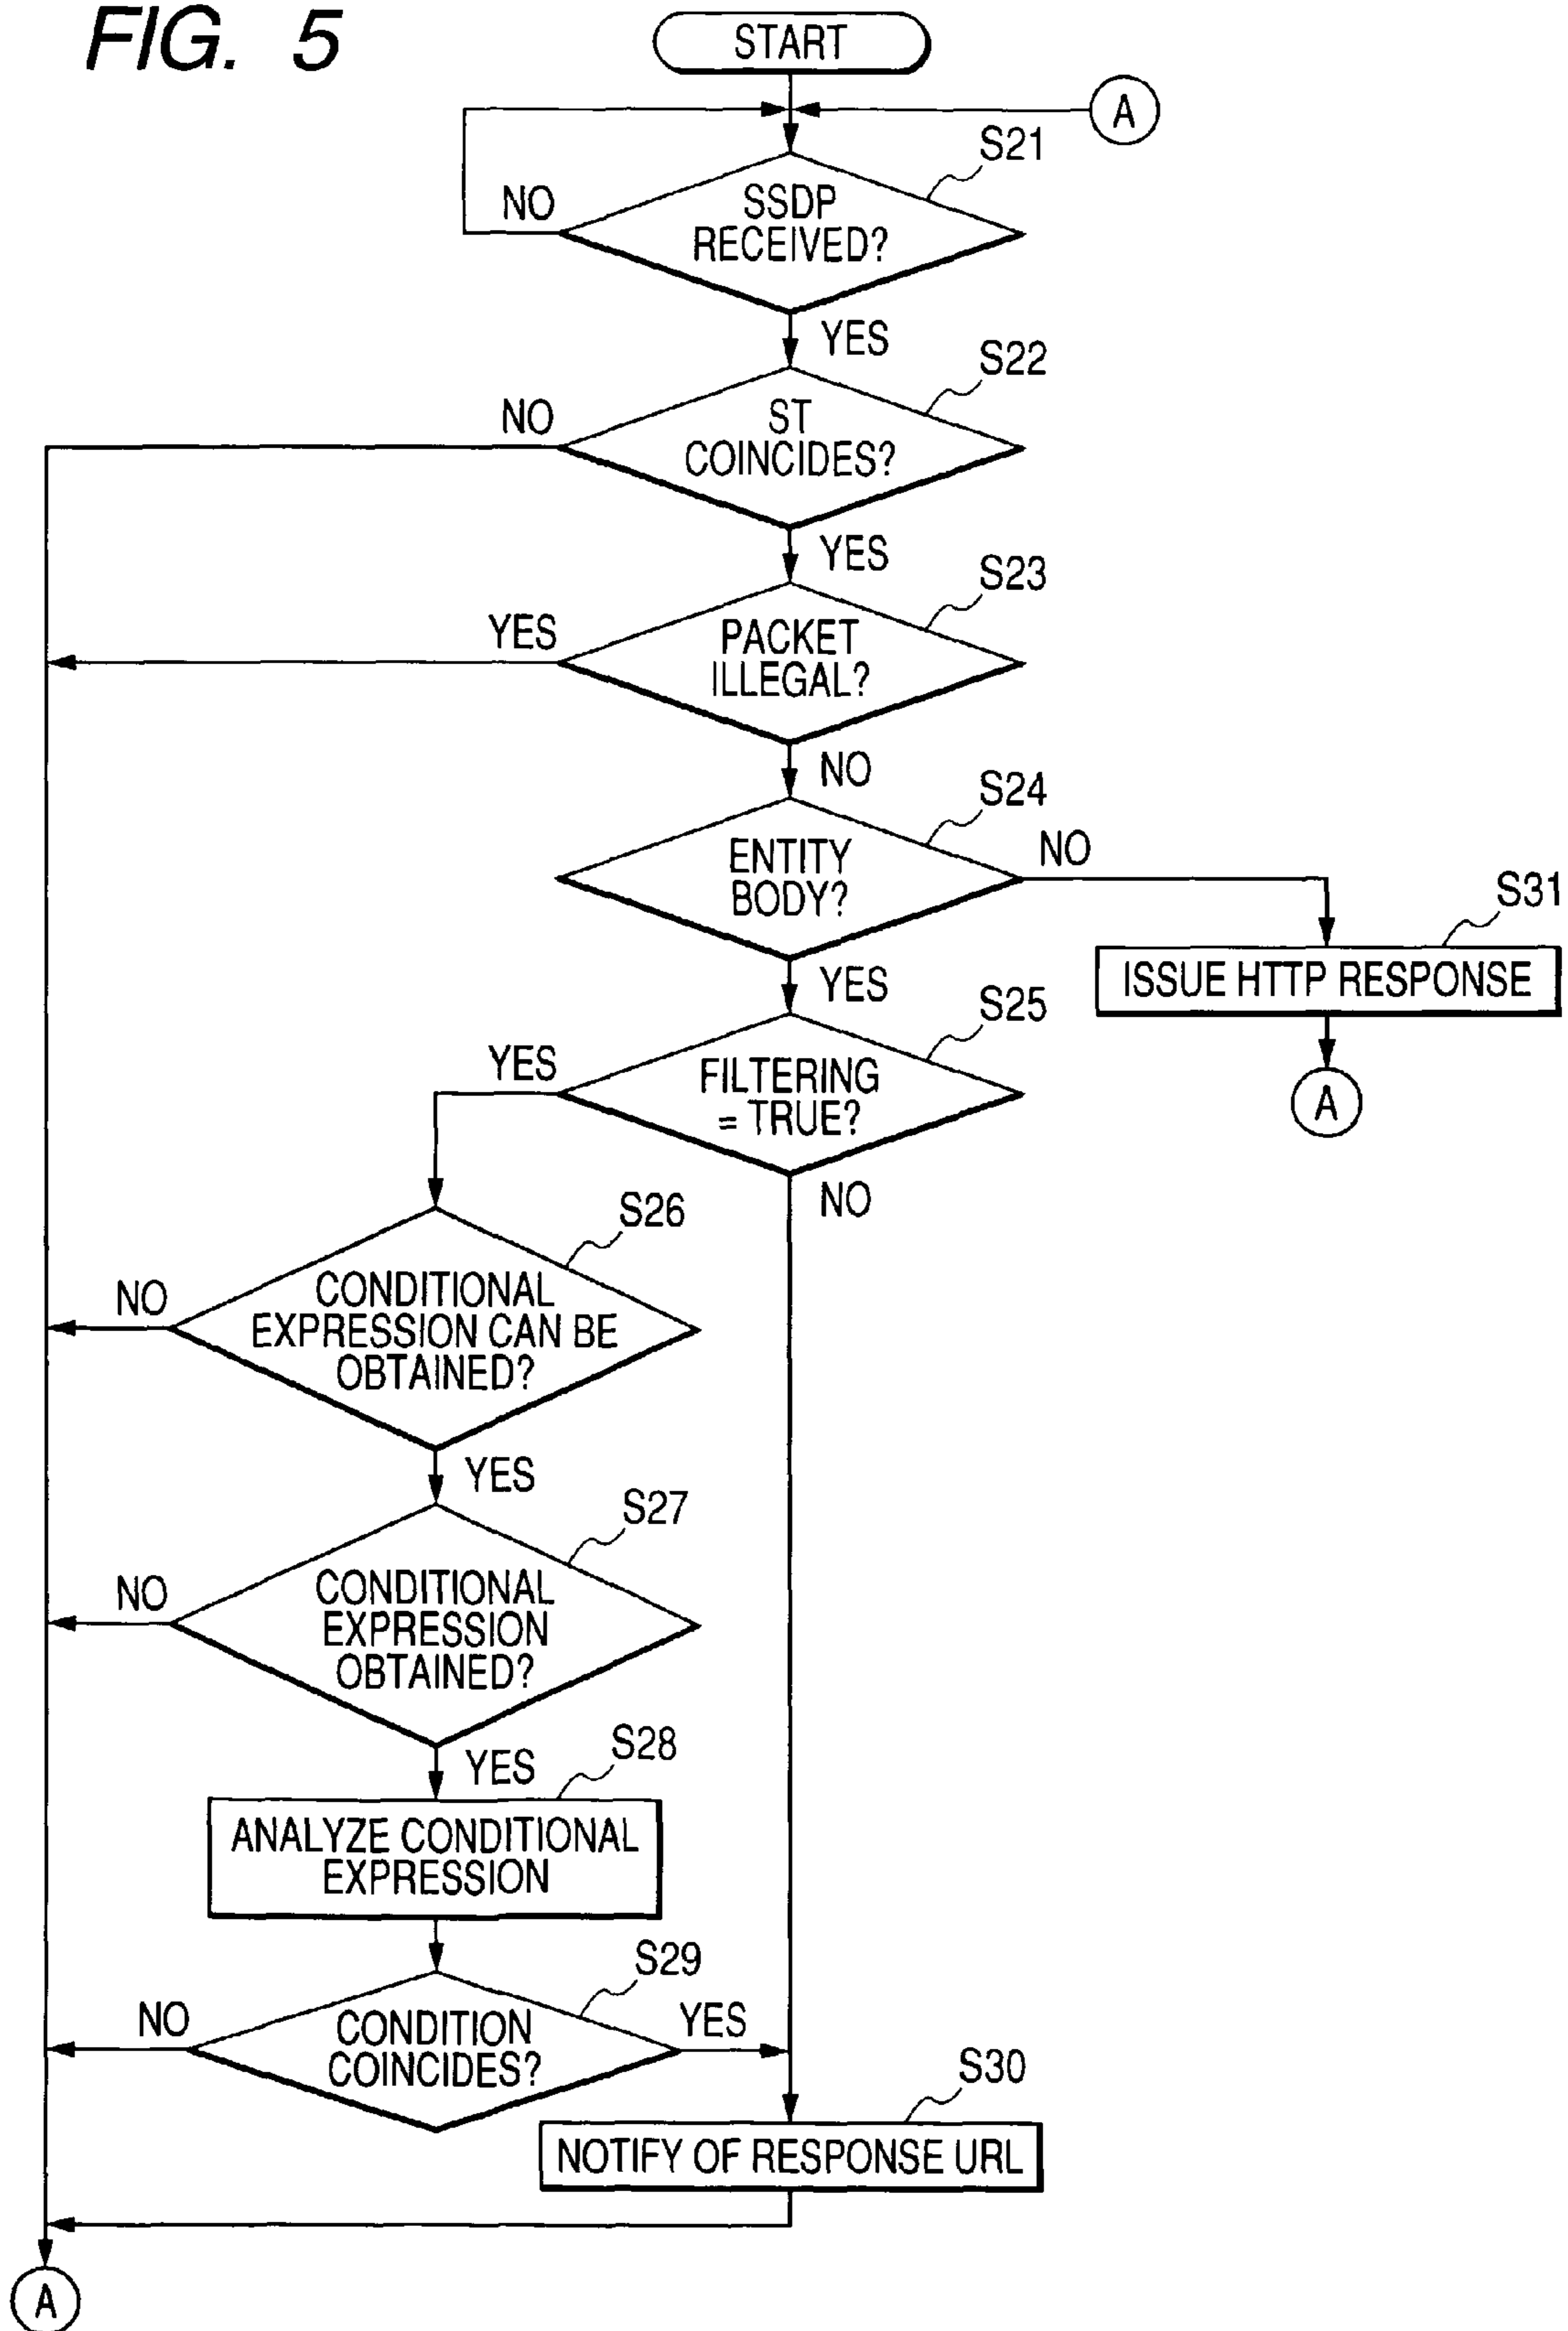 FIG. 5
START
A
S21
NO
SSDP
RECEIVED?
YES
S22
NO
ST
COINCIDES?
YES
S23
YES
PACKET
ILLEGAL?
NO
S24
NO
ENTITY
BODY?
S31
ISSUE HTTP RESPONSE
YES
S25
YES
FILTERING
= TRUE?
A
NO
S26
NO
CONDITIONAL
EXPRESSION CAN BE
OBTAINED?
YES
S27
NO
CONDITIONAL
EXPRESSION
OBTAINED?
YES
S28
ANALYZE CONDITIONAL
EXPRESSION
S29
NO
CONDITION
COINCIDES?
YES
S30
NOTIFY OF RESPONSE URL
A